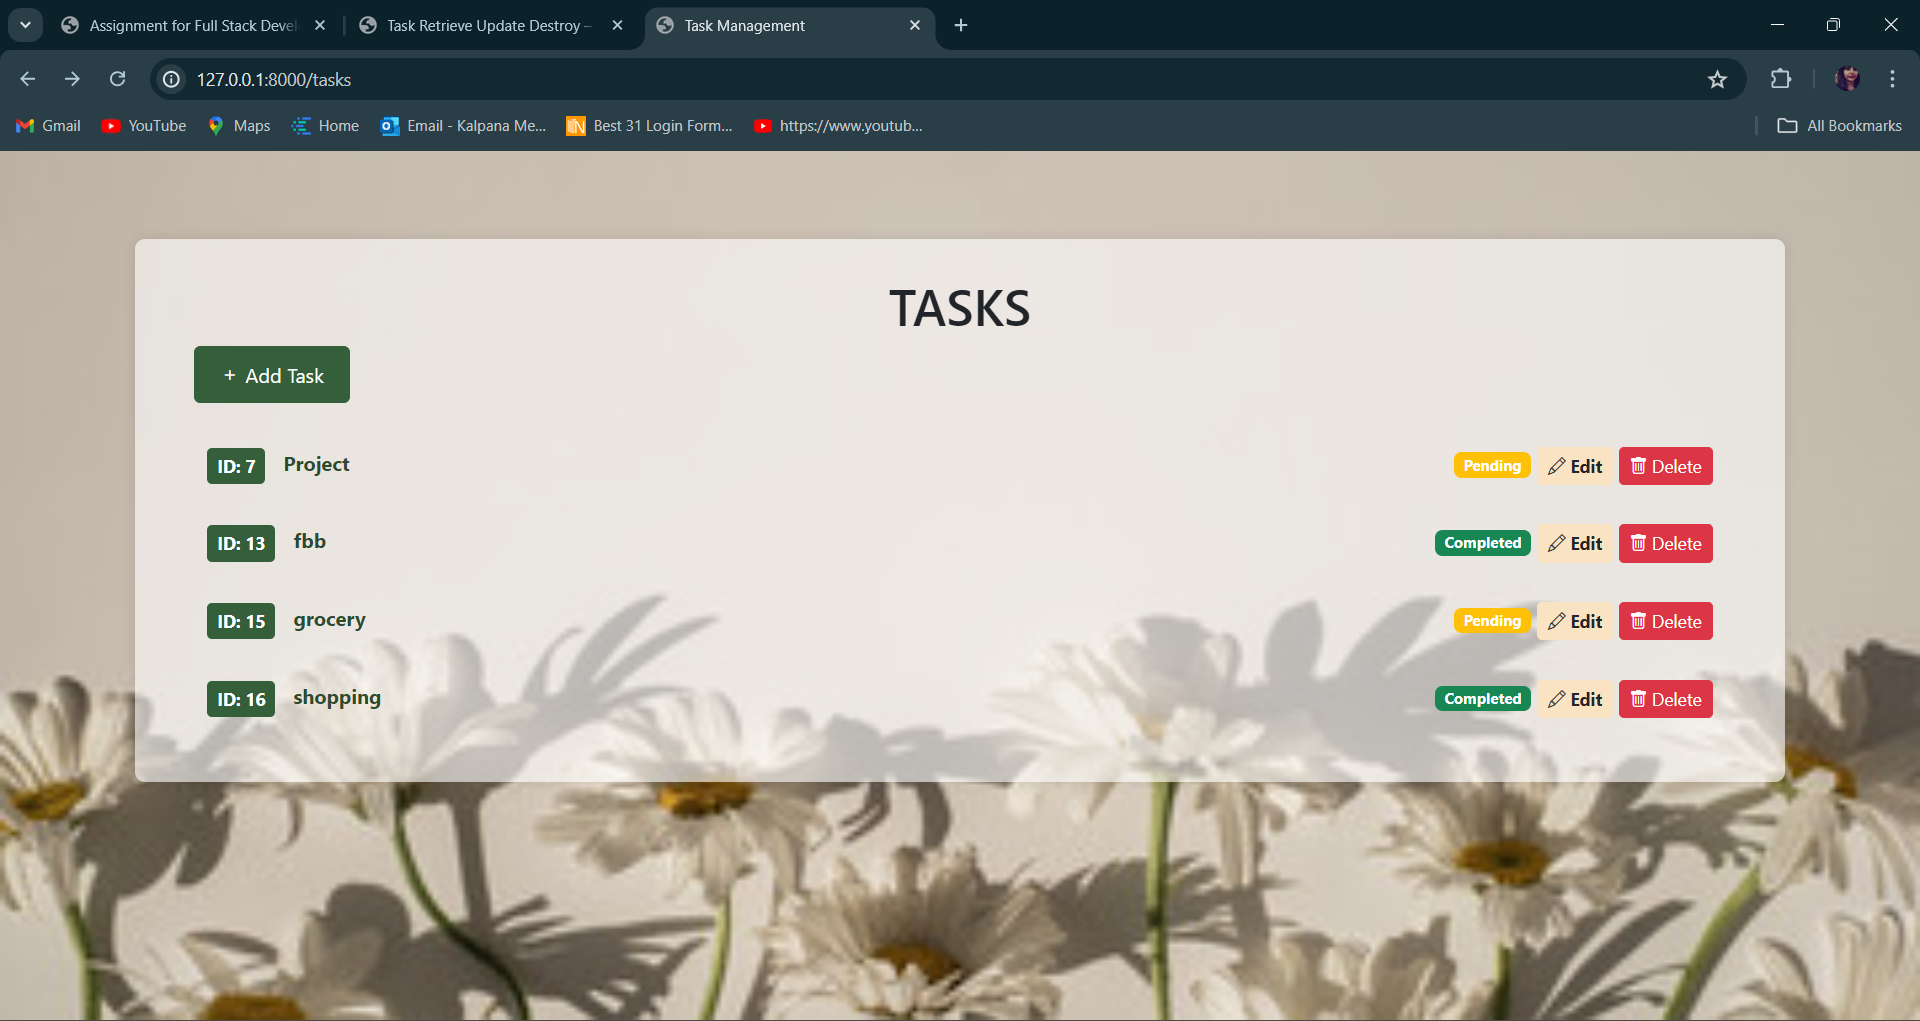 Assignment for Full Stack Devel
Task Retrieve Update Destroy –
Task Management
127.0.0.1:8000/tasks
Gmail
YouTube
Maps
Home
Email - Kalpana Me...
Best 31 Login Form...
https://www.youtub...
All Bookmarks
TASKS
+ Add Task
ID: 7 Project Pending Edit Delete
ID: 13 fbb Completed Edit Delete
ID: 15 grocery Pending Edit Delete
ID: 16 shopping Completed Edit Delete